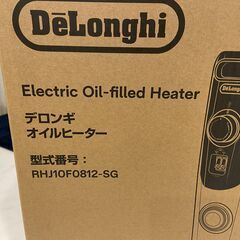 DeLonghi
Electric Oil-filled Heater
デロンギ
オイルヒーター
型式番号：
RHJ10F0812-SG